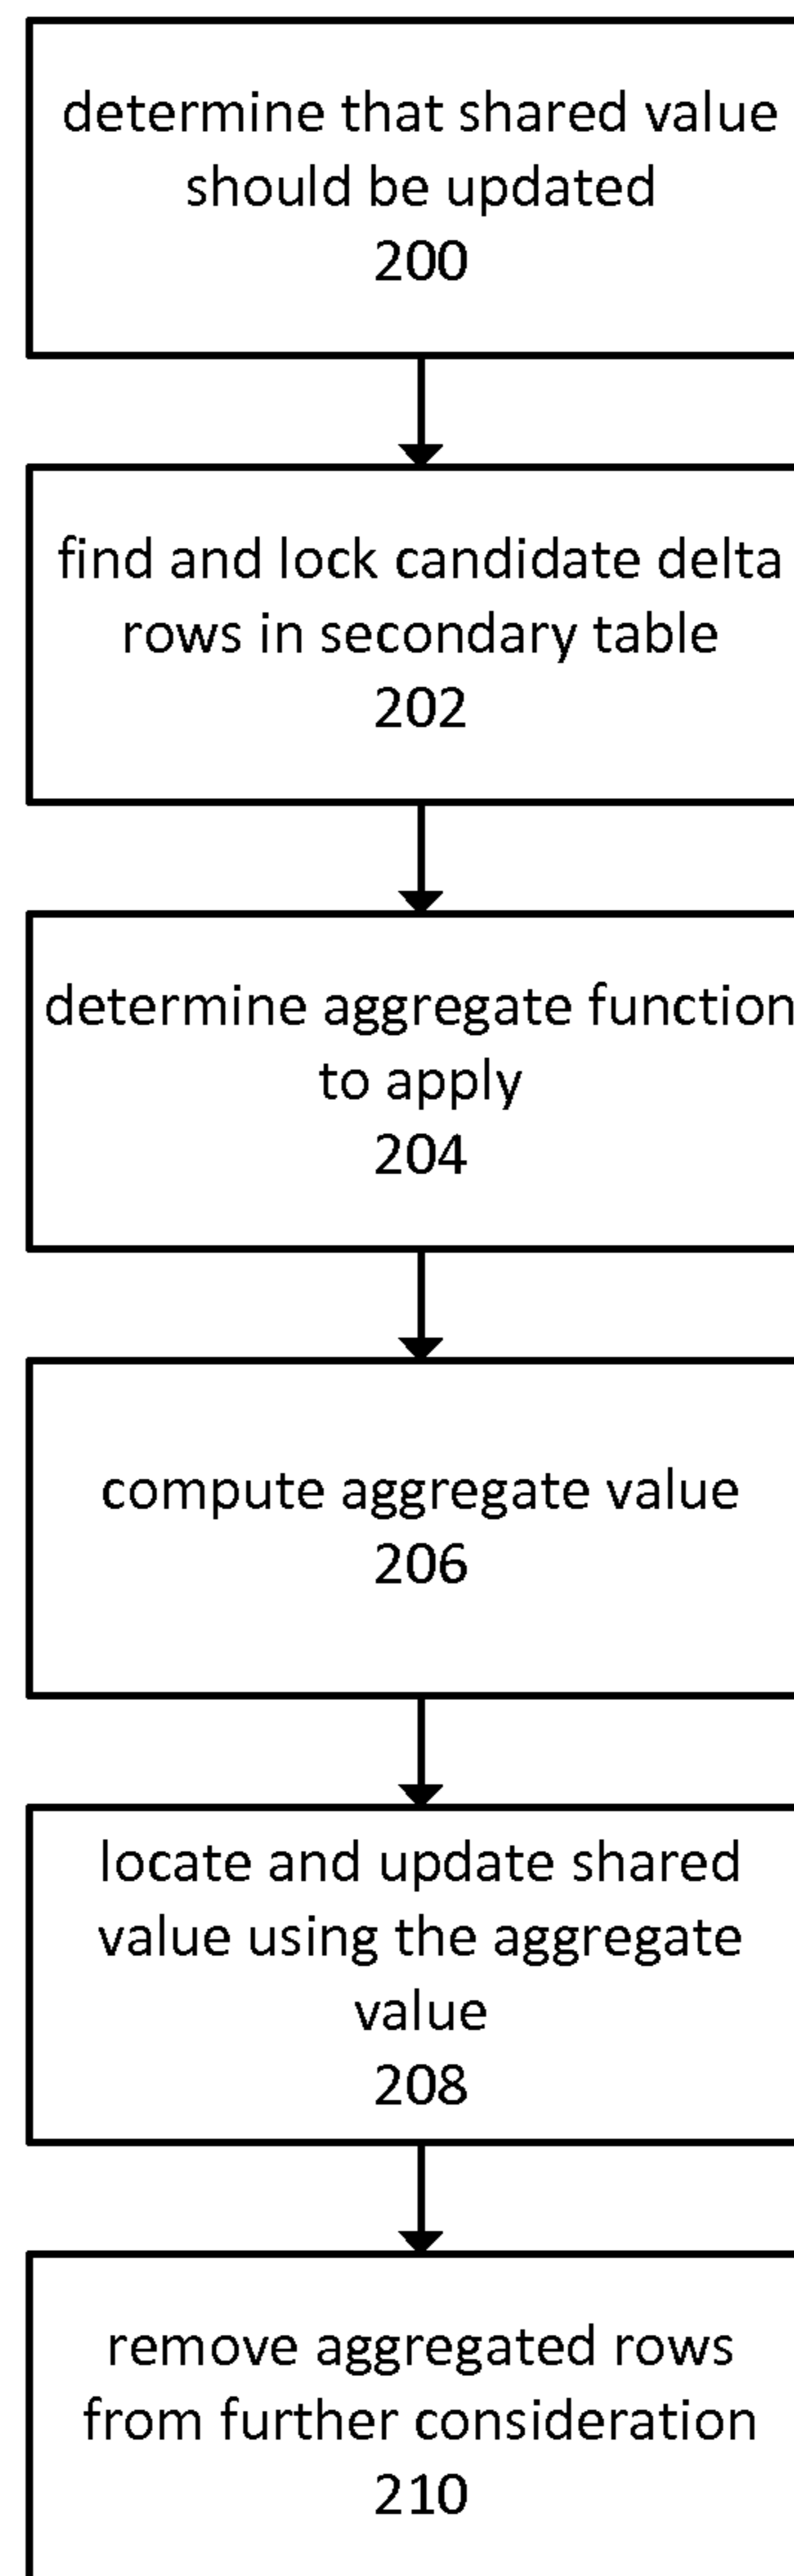 determine that shared value
should be updated
200
find and lock candidate delta
rows in secondary table
202
determine aggregate function
to apply
204
compute aggregate value
206
locate and update shared
value using the aggregate
value
208
remove aggregated rows
from further consideration
210